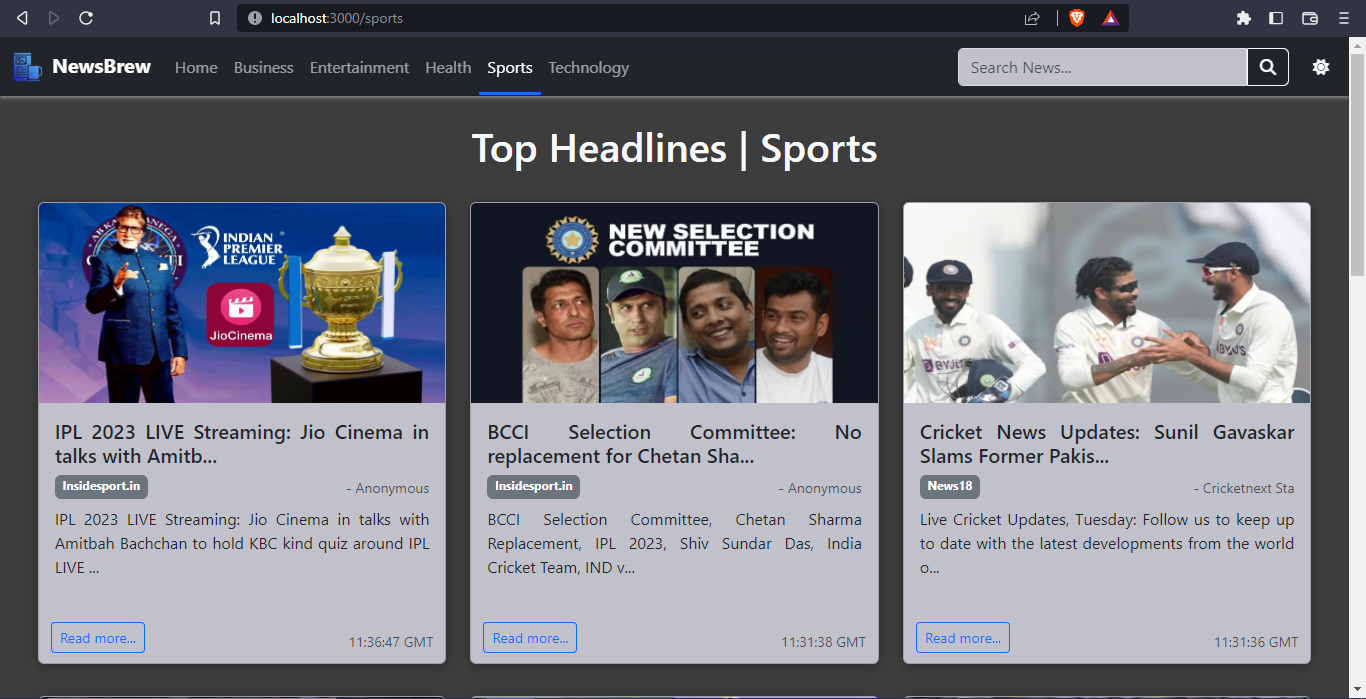 localhost:3000/sports
NewsBrew Home Business Entertainment Health Sports Technology Search News...
Top Headlines | Sports
INDIAN
PREMIER
LEAGUE
JioCinema
NEW SELECTION
COMMITTEE
BYJU'S
IPL 2023 LIVE Streaming: Jio Cinema in
talks with Amitb...
Insidesport.in - Anonymous
IPL 2023 LIVE Streaming: Jio Cinema in talks with
Amitbah Bachchan to hold KBC kind quiz around IPL
LIVE ...
Read more... 11:36:47 GMT
BCCI Selection Committee: No
replacement for Chetan Sha...
Insidesport.in - Anonymous
BCCI Selection Committee, Chetan Sharma
Replacement, IPL 2023, Shiv Sundar Das, India
Cricket Team, IND v...
Read more... 11:31:38 GMT
Cricket News Updates: Sunil Gavaskar
Slams Former Pakis...
News18 - Cricketnext Sta
Live Cricket Updates, Tuesday: Follow us to keep up
to date with the latest developments from the world
o...
Read more... 11:31:36 GMT